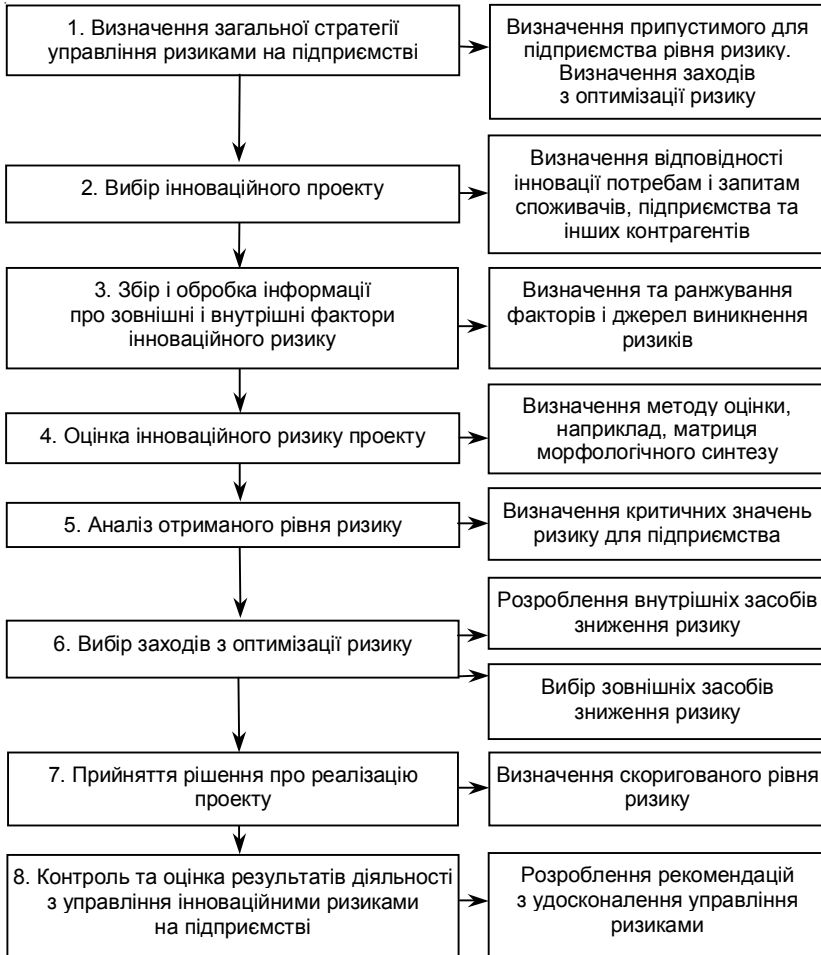 1. Визначення загальної стратегії
управління ризиками на підприємстві
Визначення припустимого для
підприємства рівня ризику.
Визначення заходів
з оптимізації ризику
2. Вибір інноваційного проекту
Визначення відповідності
інновації потребам і запитам
споживачів, підприємства та
інших контрагентів
3. Збір і обробка інформації
про зовнішні і внутрішні фактори
інноваційного ризику
Визначення та ранжування
факторів і джерел виникнення
ризиків
4. Оцінка інноваційного ризику проекту
Визначення методу оцінки,
наприклад, матриця
морфологічного синтезу
5. Аналіз отриманого рівня ризику
Визначення критичних значень
ризику для підприємства
6. Вибір заходів з оптимізації ризику
Розроблення внутрішніх засобів
зниження ризику
Вибір зовнішніх засобів
зниження ризику
7. Прийняття рішення про реалізацію
проекту
Визначення скоригованого рівня
ризику
8. Контроль та оцінка результатів діяльності
з управління інноваційними ризиками
на підприємстві
Розроблення рекомендацій
з удосконалення управління
ризиками